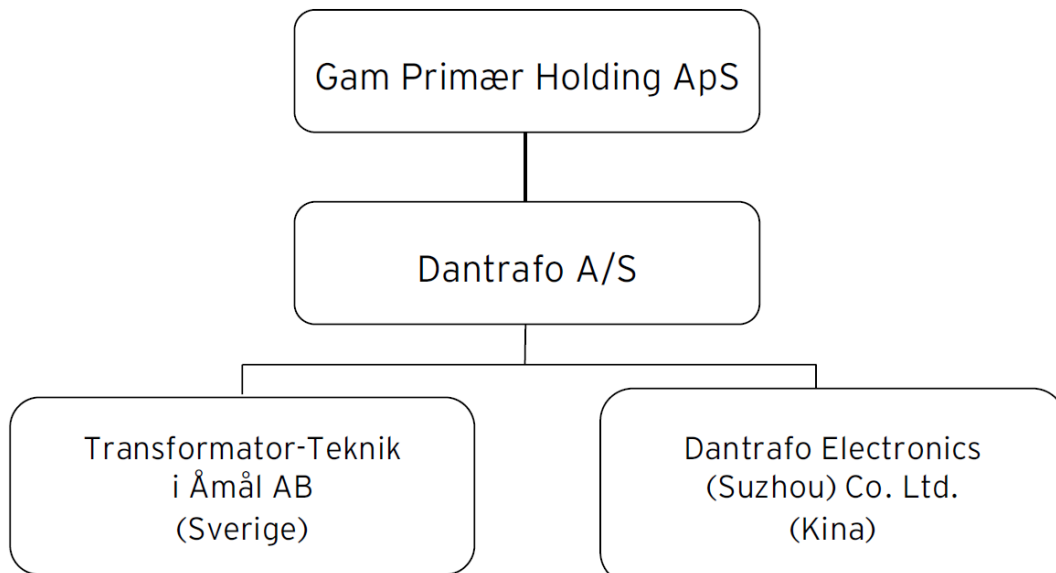 Gam Primær Holding ApS
Dantrafo A/S
Transformator-Teknik
i Åmål AB
(Sverige)
Dantrafo Electronics
(Suzhou) Co. Ltd.
(Kina)